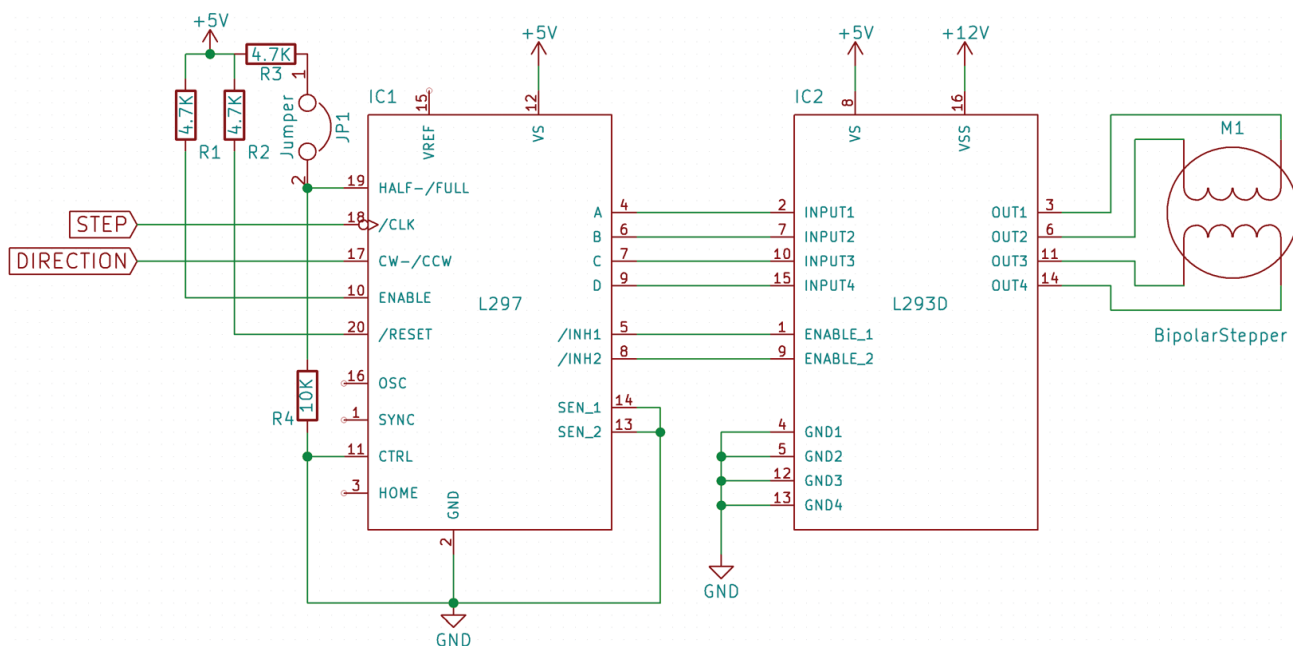 +5V
4.7K
R3
1
4.7K
R1
4.7K
R2
Jumper
JP1
2
STEP
DIRECTION
10K
R4
IC1
L297
+5V
15
VREF
12
VS
19 HALF-/FULL
18 /CLK
17 CW-/CCW
10 ENABLE
20 /RESET
16 OSC
1 SYNC
11 CTRL
3 HOME
GND
2
GND
A 4
B 6
C 7
D 9
/INH1 5
/INH2 8
SEN_1 14
SEN_2 13
+5V
+12V
IC2
L293D
8
VS
16
VSS
2 INPUT1
7 INPUT2
10 INPUT3
15 INPUT4
1 ENABLE_1
9 ENABLE_2
4 GND1
5 GND2
12 GND3
13 GND4
GND
OUT1 3
OUT2 6
OUT3 11
OUT4 14
M1
BipolarStepper